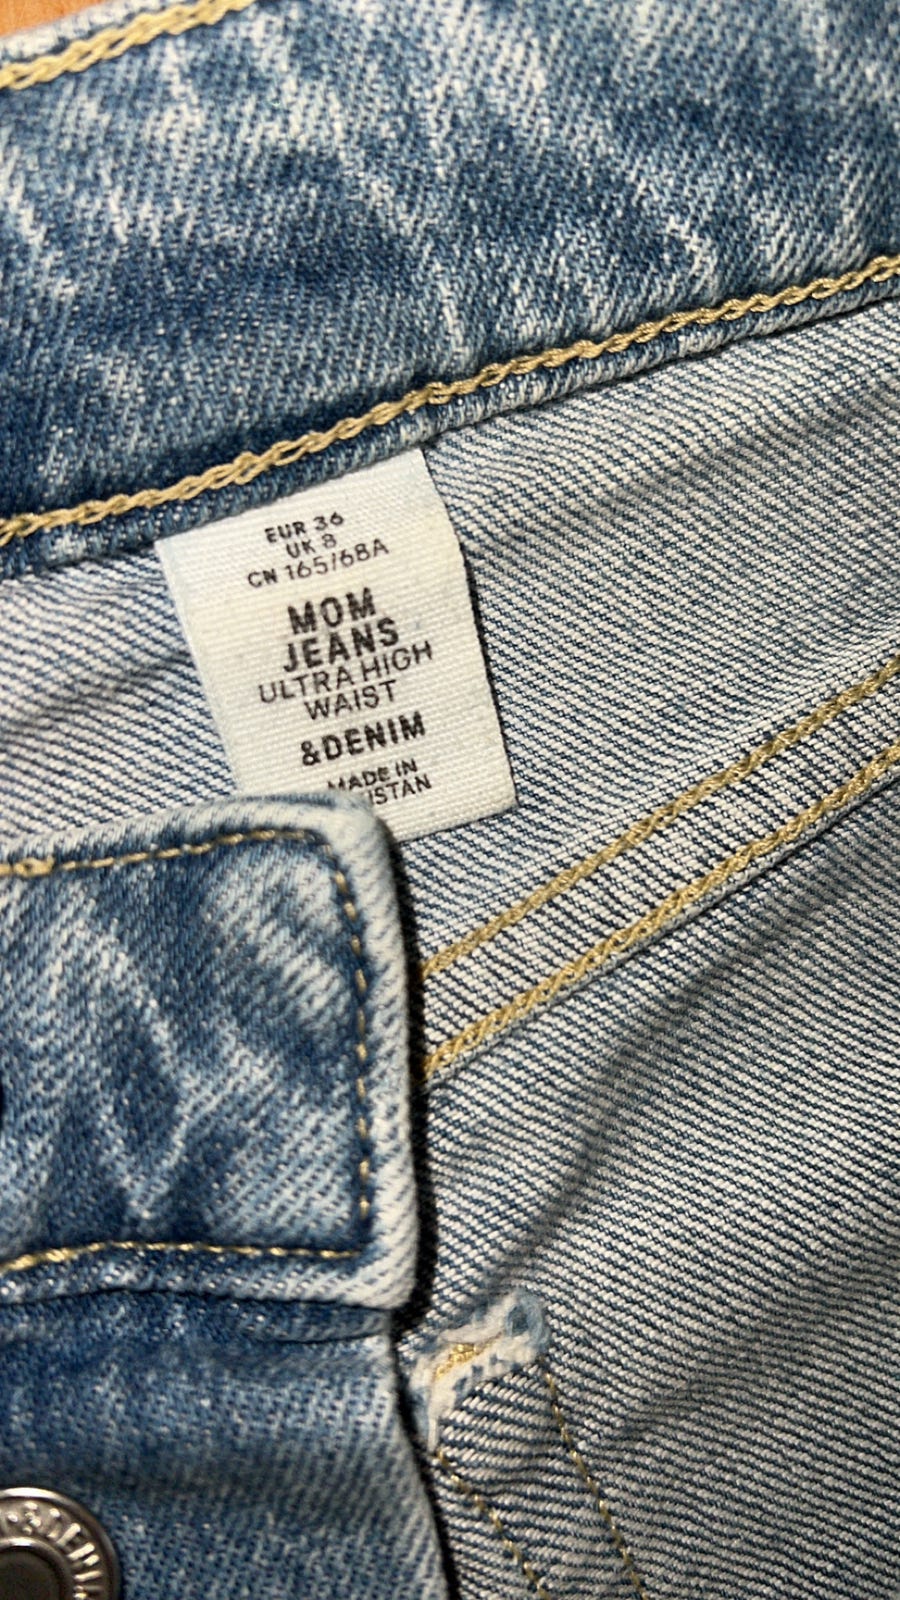 EUR 36
UK 8
CN 165/68A
MOM
JEANS
ULTRA HIGH
WAIST
&DENIM
MADE IN